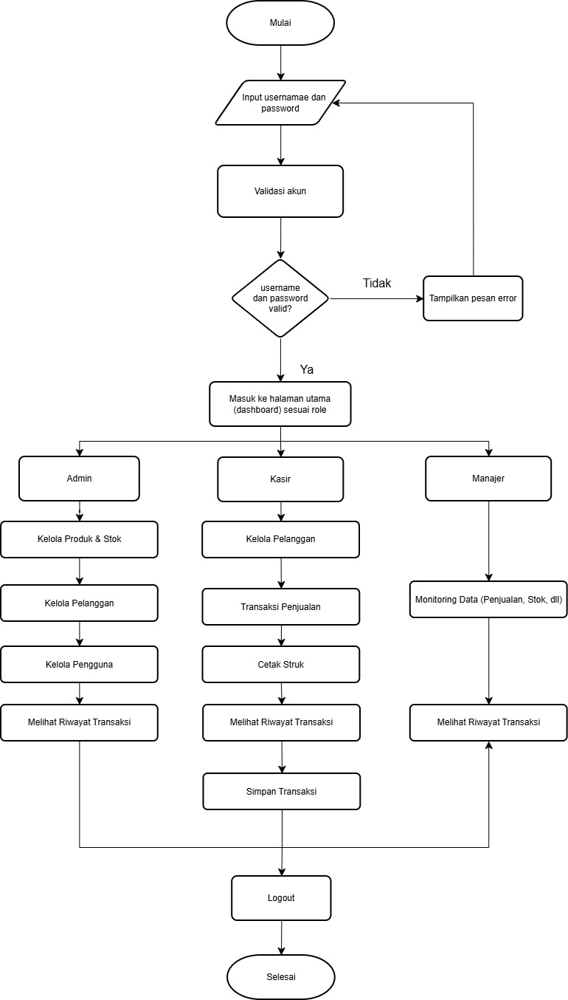 Mulai
Input usernamae dan
password
Validasi akun
username
dan password
valid?
Tidak
Tampilkan pesan error
Ya
Masuk ke halaman utama
(dashboard) sesuai role
Admin
Kasir
Manajer
Kelola Produk & Stok
Kelola Pelanggan
Kelola Pengguna
Melihat Riwayat Transaksi
Kelola Pelanggan
Transaksi Penjualan
Cetak Struk
Melihat Riwayat Transaksi
Simpan Transaksi
Monitoring Data (Penjualan, Stok, dll)
Melihat Riwayat Transaksi
Logout
Selesai